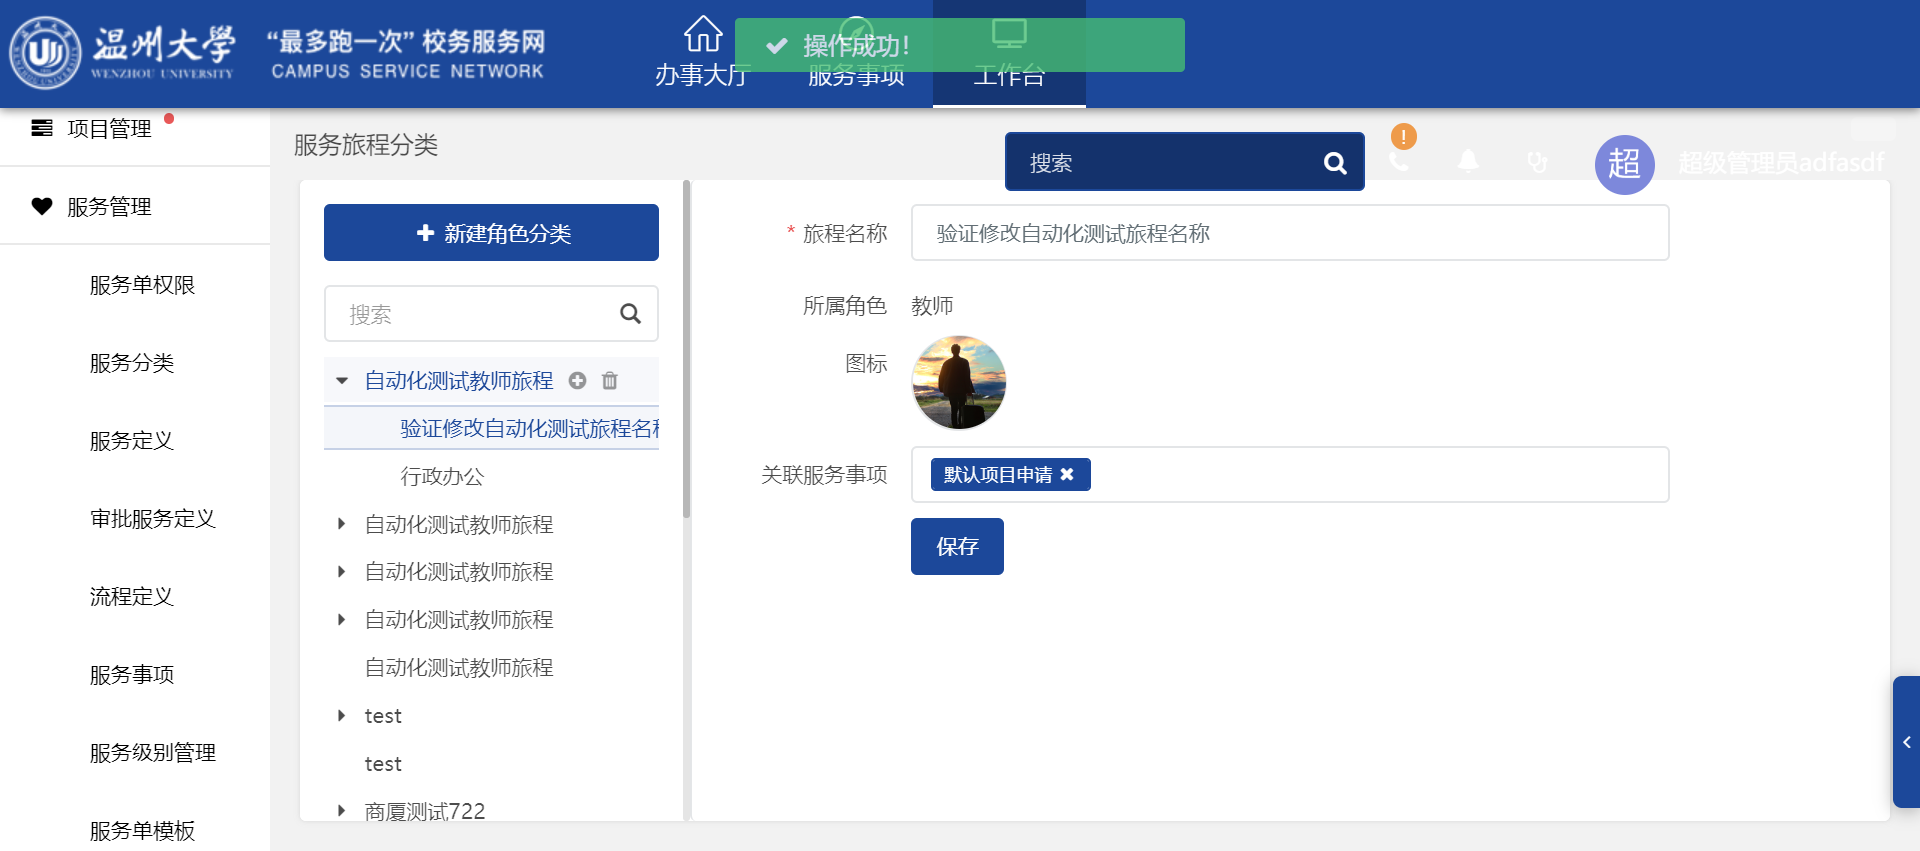 温州大学
WENZHOU UNIVERSITY
“最多跑一次” 校务服务网
CAMPUS SERVICE NETWORK
办事大厅
服务事项
工作台
操作成功!
项目管理
服务管理
服务单权限
服务分类
服务定义
审批服务定义
流程定义
服务事项
服务级别管理
服务单模板
服务旅程分类
搜索
!
超
超级管理员adfasdf
新建角色分类
搜索
自动化测试教师旅程
验证修改自动化测试旅程名称
行政办公
自动化测试教师旅程
自动化测试教师旅程
自动化测试教师旅程
自动化测试教师旅程
test
test
商厦测试722
* 旅程名称
验证修改自动化测试旅程名称
所属角色
教师
图标
关联服务事项
默认项目申请
保存